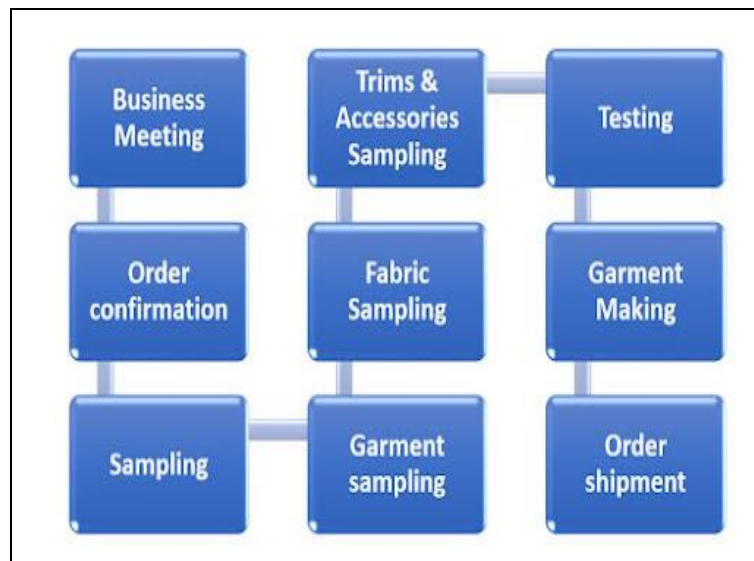 Business
Meeting
Order
confirmation
Sampling
Garment
sampling
Fabric
Sampling
Trims &
Accessories
Sampling
Testing
Garment
Making
Order
shipment